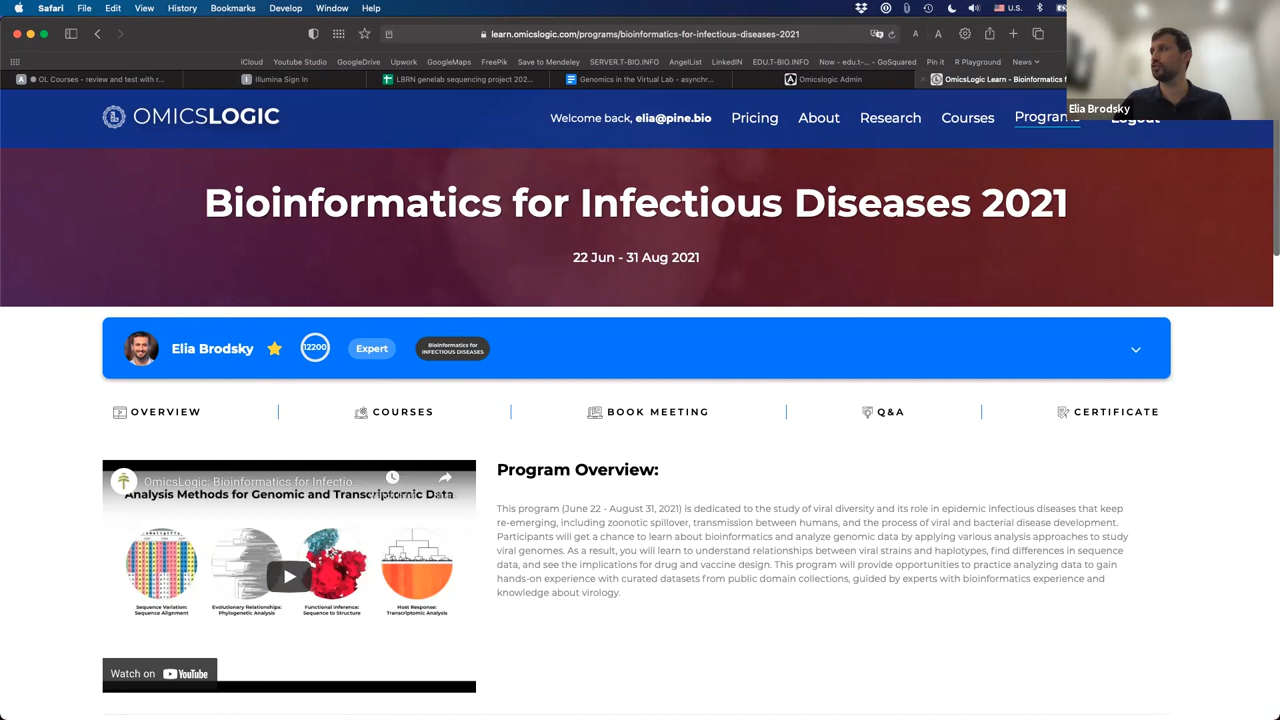 Safari File Edit View History Bookmarks Develop Window Help U.S.
learn.omicslogic.com/programs/bioinformatics-for-infectious-diseases-2021
iCloud Youtube Studio GoogleDrive Upwork GoogleMaps FreePik Save to Mendeley SERVER.T-BIO.INFO AngelList LinkedIN EDU.T-BIO.INFO Now - edu.t-... - GoSquared Pin it R Playground News
OL Courses - review and test with r... Illumina Sign In LBRN genelab sequencing project 202... Genomics in the Virtual Lab - asynchr... Omicslogic Admin OmicsLogic Learn - Bioinformatics f
Elia Brodsky
OMICSLOGIC
Welcome back, elia@pine.bio Pricing About Research Courses Programs Logout
Bioinformatics for Infectious Diseases 2021
22 Jun - 31 Aug 2021
Elia Brodsky 12200 Expert Bioinformatics for
INFECTIOUS DISEASES
OVERVIEW COURSES BOOK MEETING Q&A CERTIFICATE
OmicsLogic: Bioinformatics for Infectio...
Analysis Methods for Genomic and Transcriptomic Data
Sequence Variation:
Sequence Alignment
Evolutionary Relationships:
Phylogenetic Analysis
Functional Inference:
Sequence to Structure
Host Response:
Transcriptomic Analysis
Watch on YouTube
Program Overview:
This program (June 22 - August 31, 2021) is dedicated to the study of viral diversity and its role in epidemic infectious diseases that keep
re-emerging, including zoonotic spillover, transmission between humans, and the process of viral and bacterial disease development.
Participants will get a chance to learn about bioinformatics and analyze genomic data by applying various analysis approaches to study
viral genomes. As a result, you will learn to understand relationships between viral strains and haplotypes, find differences in sequence
data, and see the implications for drug and vaccine design. This program will provide opportunities to practice analyzing data to gain
hands-on experience with curated datasets from public domain collections, guided by experts with bioinformatics experience and
knowledge about virology.